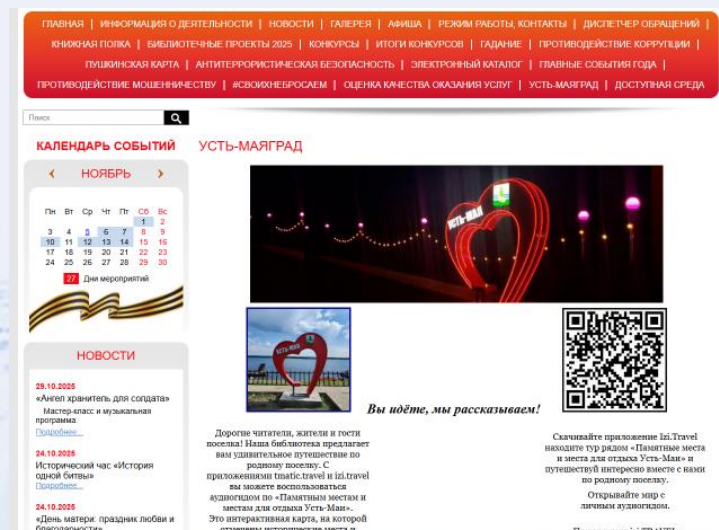 ГЛАВНАЯ | ИНФОРМАЦИЯ О ДЕЯТЕЛЬНОСТИ | НОВОСТИ | ГАЛЕРЕЯ | АФИША | РЕЖИМ РАБОТЫ, КОНТАКТЫ | ДИСПЕТЧЕР ОБРАЩЕНИЙ |
КНИЖНАЯ ПОЛКА | БИБЛИОТЕЧНЫЕ ПРОЕКТЫ 2025 | КОНКУРСЫ | ИТОГИ КОНКУРСОВ | ГАДАНИЕ | ПРОТИВОДЕЙСТВИЕ КОРРУПЦИИ |
ПУШКИНСКАЯ КАРТА | АНТИТЕРРОРИСТИЧЕСКАЯ БЕЗОПАСНОСТЬ | ЭЛЕКТРОННЫЙ КАТАЛОГ | ГЛАВНЫЕ СОБЫТИЯ ГОДА |
ПРОТИВОДЕЙСТВИЕ МОШЕННИЧЕСТВУ | #СВОИХНЕБРОСАЕМ | ОЦЕНКА КАЧЕСТВА ОКАЗАНИЯ УСЛУГ | УСТЬ-МАЯГРАД | ДОСТУПНАЯ СРЕДА
Поиск
КАЛЕНДАРЬ СОБЫТИЙ
НОЯБРЬ
Пн Вт Ср Чт Пт Сб Вс
1 2
3 4 5 6 7 8 9
10 11 12 13 14 15 16
17 18 19 20 21 22 23
24 25 26 27 28 29 30
27 Дни мероприятий
НОВОСТИ
29.10.2025
«Ангел хранитель для солдата»
Мастер-класс и музыкальная
программа.
Подробнее...
24.10.2025
Исторический час «История
одной битвы»
Подробнее...
24.10.2025
«День матери: праздник любви и
благодарности»
УСТЬ-МАЯГРАД
УСТЬ-МАЯ
УСТЬ-МАЯ
Вы идёте, мы рассказываем!
Дорогие читатели, жители и гости
поселка! Наша библиотека предлагает
вам удивительное путешествие по
родному поселку. С
приложениями tmatic.travel и izi.travel
вы можете воспользоваться
аудиогидом по «Памятным местам и
местам для отдыха Усть-Маи».
Это интерактивная карта, на которой
отмечены исторические места и
Скачивайте приложение Izi.Travel
находите тур рядом «Памятные места
и места для отдыха Усть-Маи» и
путешествуй интересно вместе с нами
по родному поселку.
Открывайте мир с
личным аудиогидом.